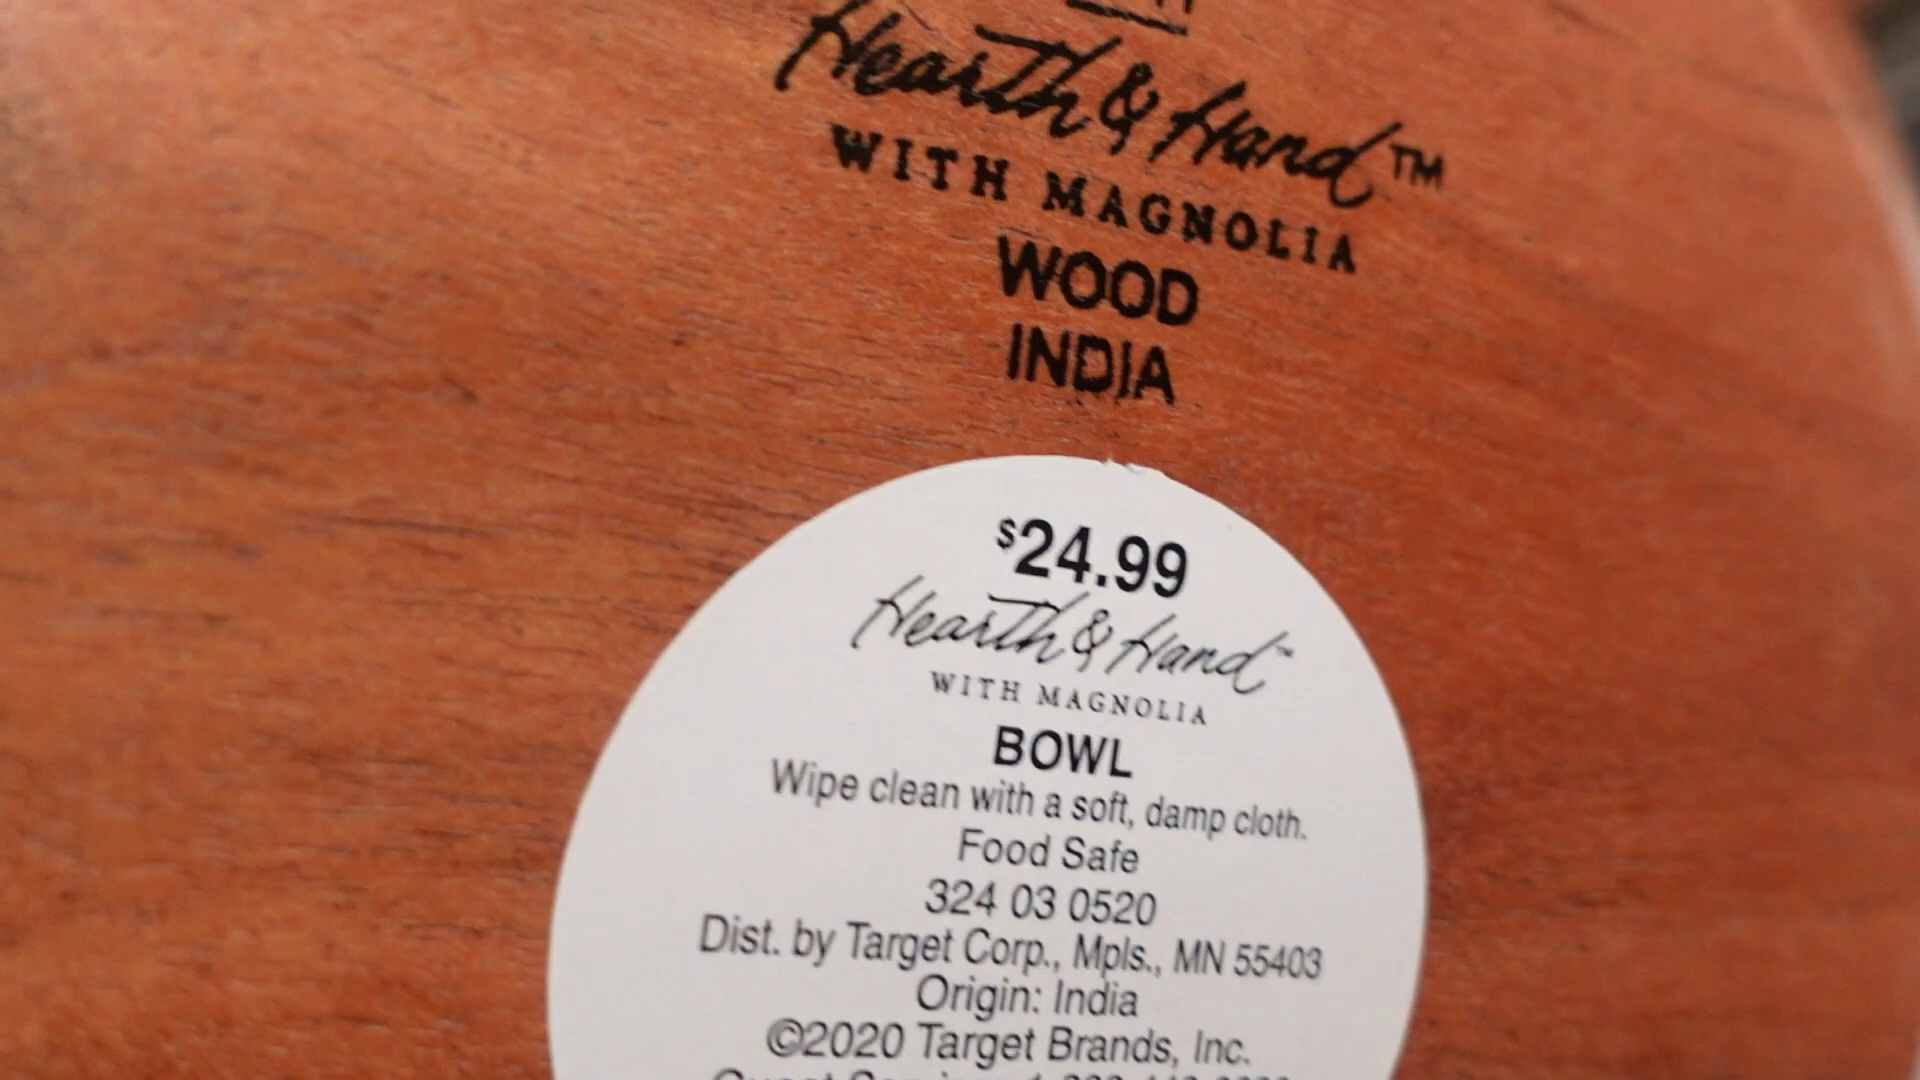 Hearth & Hand™
WITH MAGNOLIA
WOOD
INDIA
$24.99
Hearth & Hand™
WITH MAGNOLIA
BOWL
Wipe clean with a soft, damp cloth.
Food Safe
324 03 0520
Dist. by Target Corp., Mpls., MN 55403
Origin: India
©2020 Target Brands, Inc.